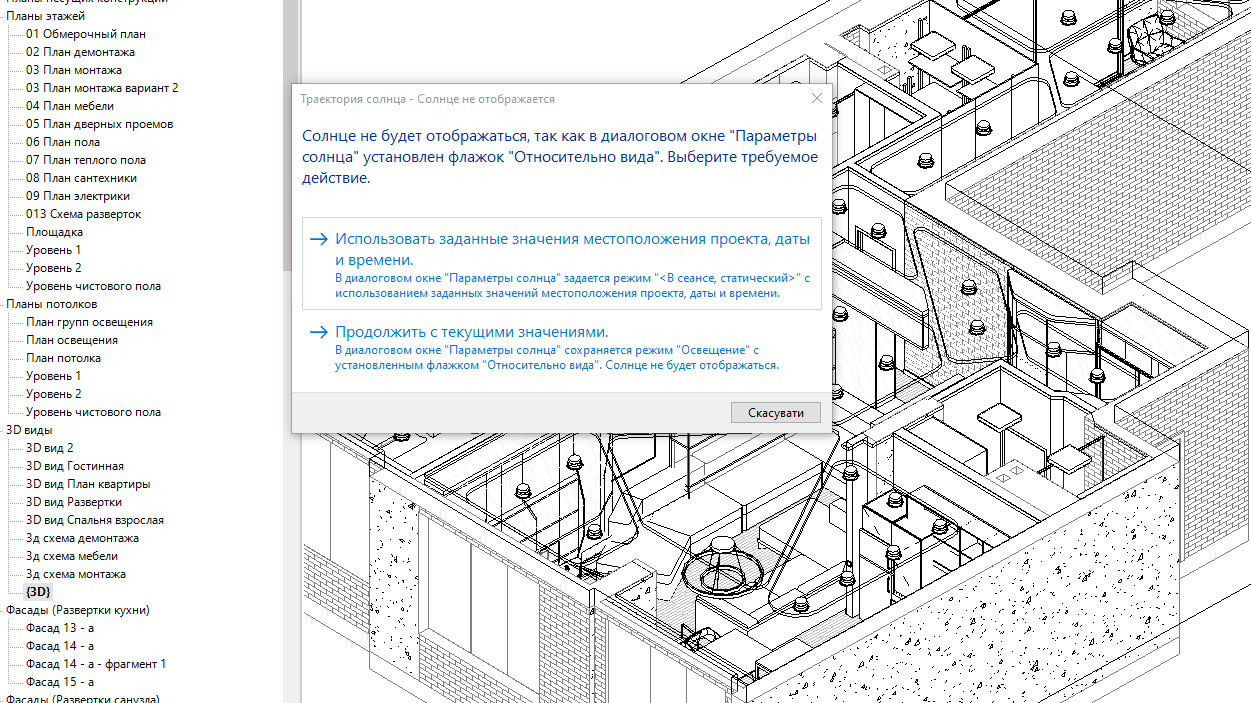 Планы несущих конструкций
Планы этажей
01 Обмерочный план
02 План демонтажа
03 План монтажа
03 План монтажа вариант 2
04 План мебели
05 План дверных проемов
06 План пола
07 План теплого пола
08 План сантехники
09 План электрики
013 Схема разверток
Площадка
Уровень 1
Уровень 2
Уровень чистового пола
Планы потолков
План групп освещения
План освещения
План потолка
Уровень 1
Уровень 2
Уровень чистового пола
3D виды
3D вид 2
3D вид Гостинная
3D вид План квартиры
3D вид Развертки
3D вид Спальня взрослая
3д схема демонтажа
3д схема мебели
3д схема монтажа
{3D}
Фасады (Развертки кухни)
Фасад 13 - а
Фасад 14 - а
Фасад 14 - а - фрагмент 1
Фасад 15 - а
Фасады (Развертки санузла)
Траектория солнца - Солнце не отображается
Солнце не будет отображаться, так как в диалоговом окне "Параметры
солнца" установлен флажок "Относительно вида". Выберите требуемое
действие.
Использовать заданные значения местоположения проекта, даты
и времени.
В диалоговом окне "Параметры солнца" задается режим "<В сеансе, статический>" с
использованием заданных значений местоположения проекта, даты и времени.
Продолжить с текущими значениями.
В диалоговом окне "Параметры солнца" сохраняется режим "Освещение" с
установленным флажком "Относительно вида". Солнце не будет отображаться.
Скасувати